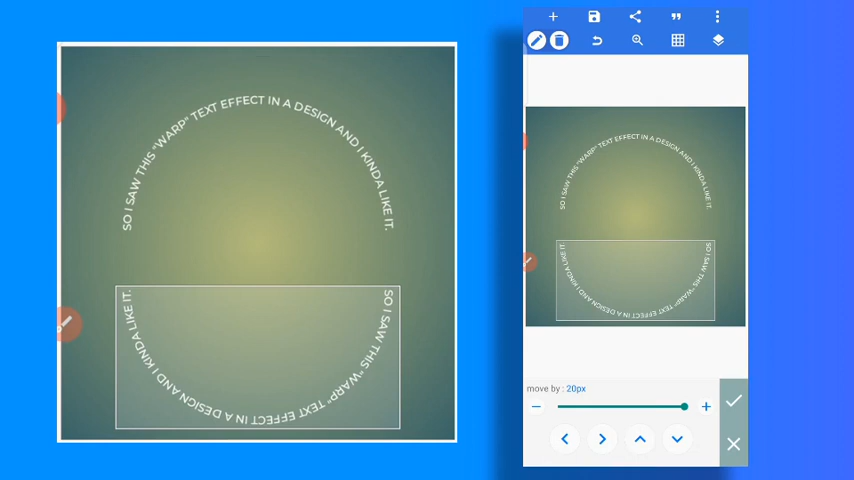 SO I SAW THIS "WARP" TEXT EFFECT IN A DESIGN AND I KINDA LIKE IT.
SO I SAW THIS "WARP" TEXT EFFECT IN A DESIGN AND I KINDA LIKE IT.
SO I SAW THIS "WARP" TEXT EFFECT IN A DESIGN AND I KINDA LIKE IT.
SO I SAW THIS "WARP" TEXT EFFECT IN A DESIGN AND I KINDA LIKE IT.
move by : 20px